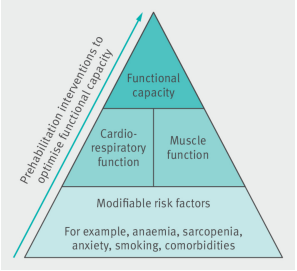 Prehabilitation interventions to
optimise functional capacity
Functional
capacity
Cardio-
respiratory
function
Muscle
function
Modifiable risk factors
For example, anaemia, sarcopenia,
anxiety, smoking, comorbidities